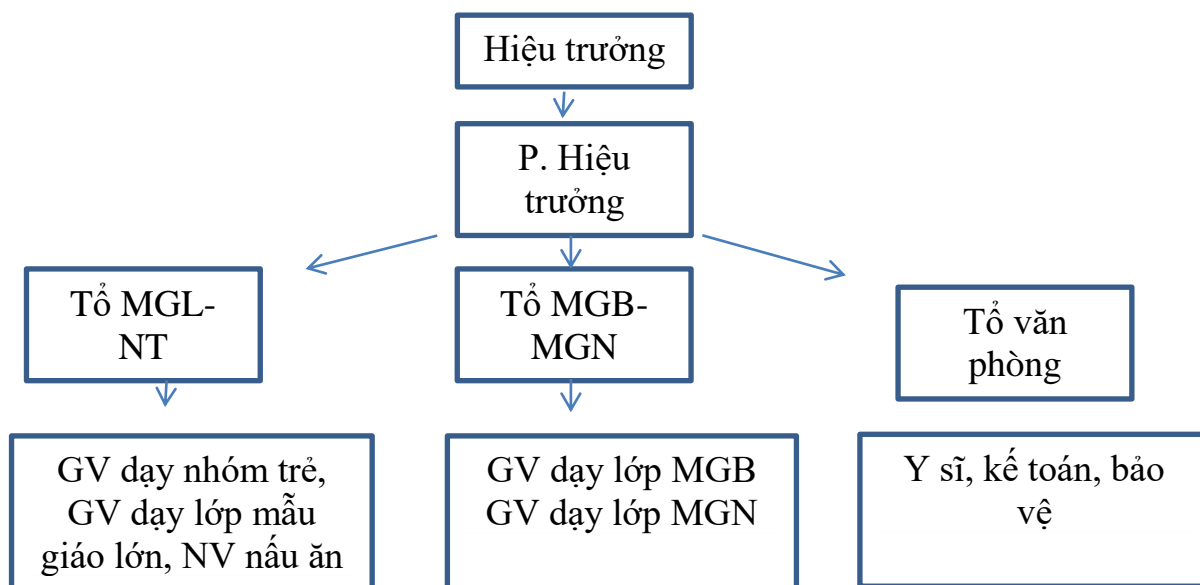 Hiệu trưởng
P. Hiệu
trưởng
Tổ MGL-
NT
Tổ MGB-
MGN
Tổ văn
phòng
GV dạy nhóm trẻ,
GV dạy lớp mẫu
giáo lớn, NV nấu ăn
GV dạy lớp MGB
GV dạy lớp MGN
Y sĩ, kế toán, bảo
vệ